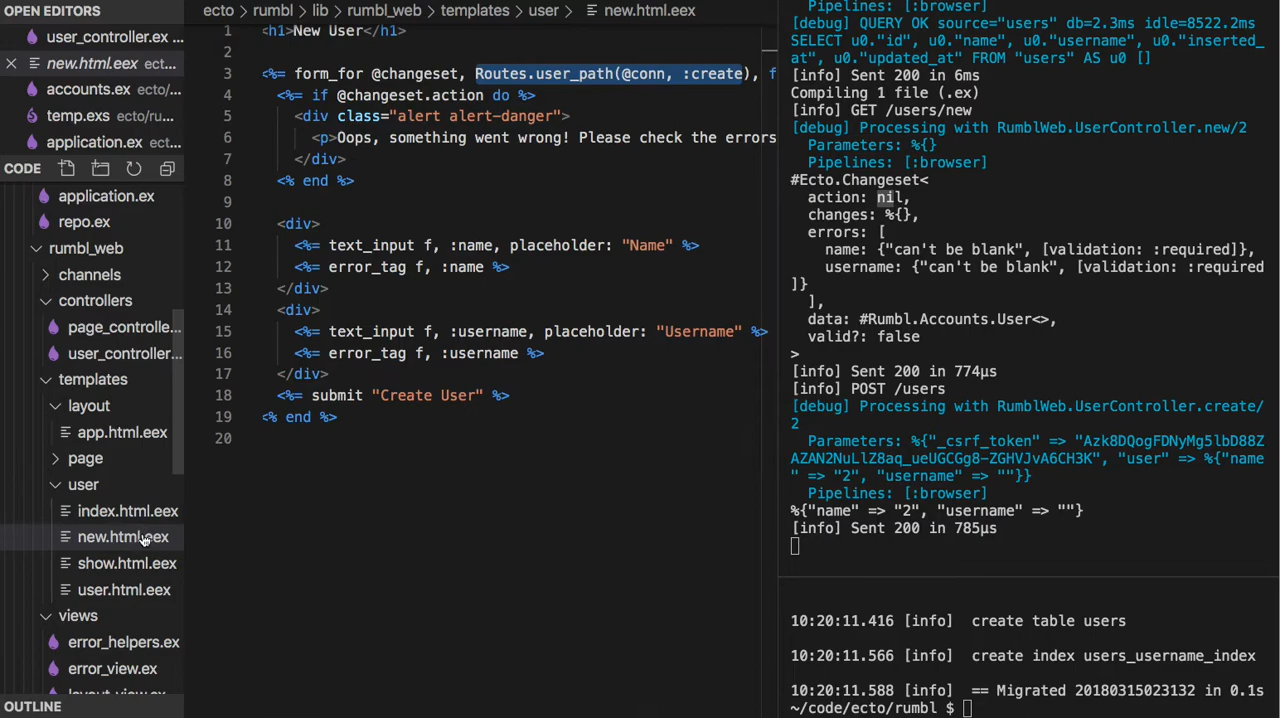 OPEN EDITORS
user_controller.ex ...
new.html.eex ect...
accounts.ex ecto/...
temp.exs ecto/ru...
application.ex ect...
CODE
application.ex
repo.ex
rumbl_web
channels
controllers
page_controlle...
user_controller...
templates
layout
app.html.eex
page
user
index.html.eex
new.html.eex
show.html.eex
user.html.eex
views
error_helpers.ex
error_view.ex
layout_view.ex
OUTLINE
ecto > rumbl > lib > rumbl_web > templates > user > new.html.eex
1 <h1>New User</h1>
2
3 <%= form_for @changeset, Routes.user_path(@conn, :create), f
4 <%= if @changeset.action do %>
5 <div class="alert alert-danger">
6 <p>Oops, something went wrong! Please check the errors
7 </div>
8 <% end %>
9
10 <div>
11 <%= text_input f, :name, placeholder: "Name" %>
12 <%= error_tag f, :name %>
13 </div>
14 <div>
15 <%= text_input f, :username, placeholder: "Username" %>
16 <%= error_tag f, :username %>
17 </div>
18 <%= submit "Create User" %>
19 <% end %>
20
Pipelines: [:browser]
[debug] QUERY OK source="users" db=2.3ms idle=8522.2ms
SELECT u0."id", u0."name", u0."username", u0."inserted_
at", u0."updated_at" FROM "users" AS u0 []
[info] Sent 200 in 6ms
Compiling 1 file (.ex)
[info] GET /users/new
[debug] Processing with RumblWeb.UserController.new/2
Parameters: %{}
Pipelines: [:browser]
#Ecto.Changeset<
action: nil,
changes: %{},
errors: [
name: {"can't be blank", [validation: :required]},
username: {"can't be blank", [validation: :required
]}
],
data: #Rumbl.Accounts.User<>,
valid?: false
>
[info] Sent 200 in 774µs
[info] POST /users
[debug] Processing with RumblWeb.UserController.create/
2
Parameters: %{"_csrf_token" => "Azk8DQogFDNyMg5lbD88Z
AZAN2NuLlZ8aq_ueUGCGg8-ZGHVJvA6CH3K", "user" => %{"name
" => "2", "username" => ""}}
Pipelines: [:browser]
%{"name" => "2", "username" => ""}
[info] Sent 200 in 785µs
10:20:11.416 [info] create table users
10:20:11.566 [info] create index users_username_index
10:20:11.588 [info] == Migrated 20180315023132 in 0.1s
~/code/ecto/rumbl $